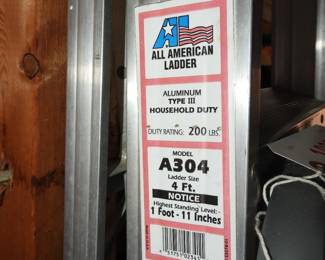 AL
ALL AMERICAN
LADDER
ALUMINUM
TYPE III
HOUSEHOLD DUTY
DUTY RATING: 200 LBS.
MODEL
A304
Ladder Size
4 Ft.
NOTICE
Highest Standing Level:-
1 Foot - 11 Inches